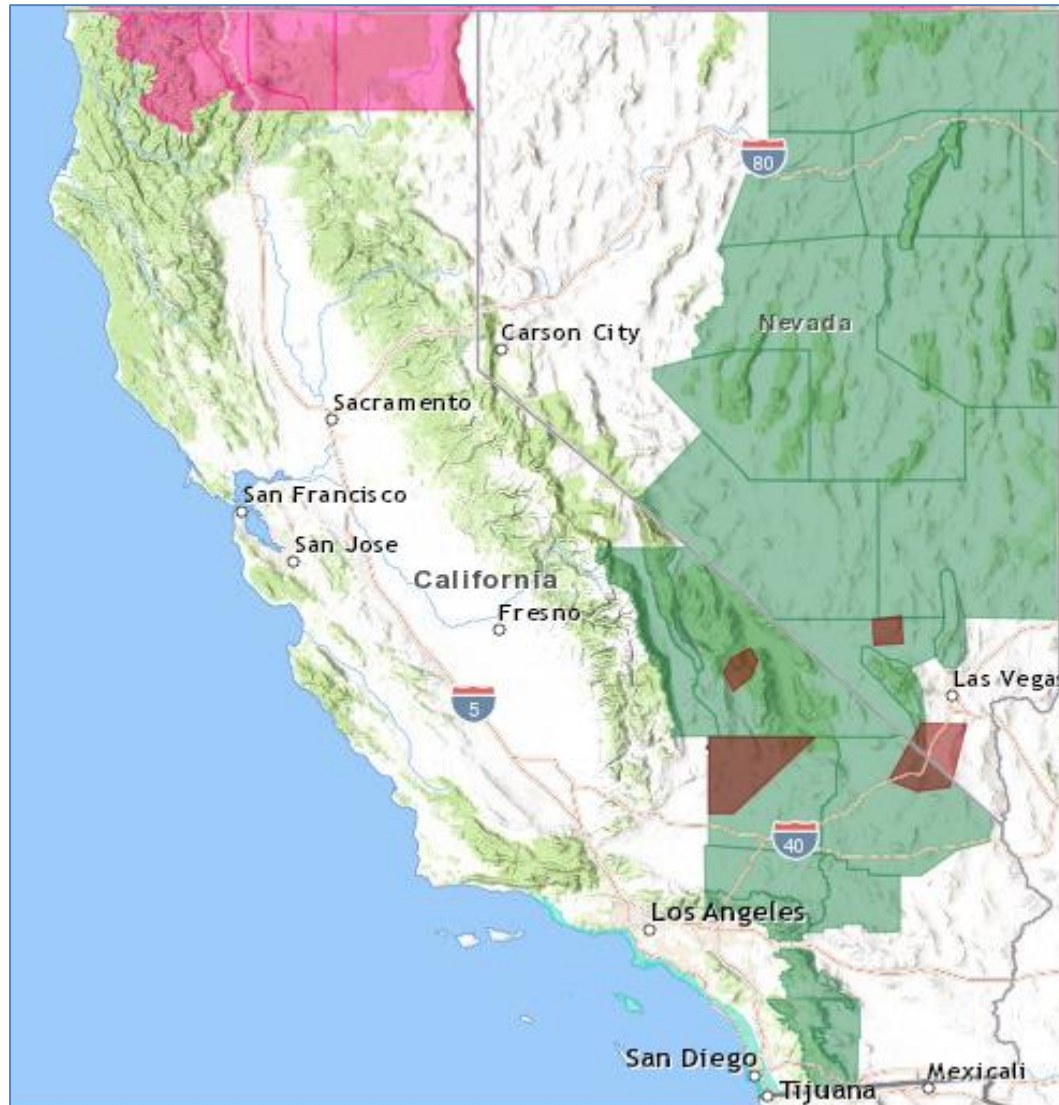 80
Nevada
Carson City
Sacramento
San Francisco
San Jose
California
Fresno
Las Vegas
5
40
Los Angeles
San Diego
Mexicali
Tijuana